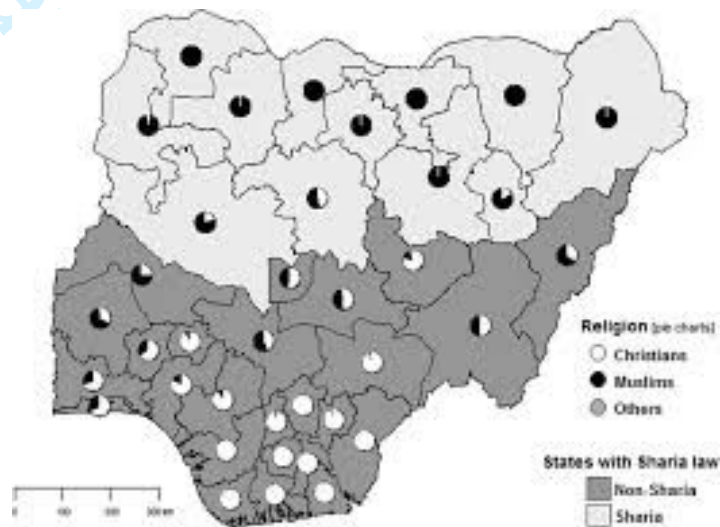 Religion [pie charts]
Christians
Muslims
Others
States with Sharia law
Non-Sharia
Sharia